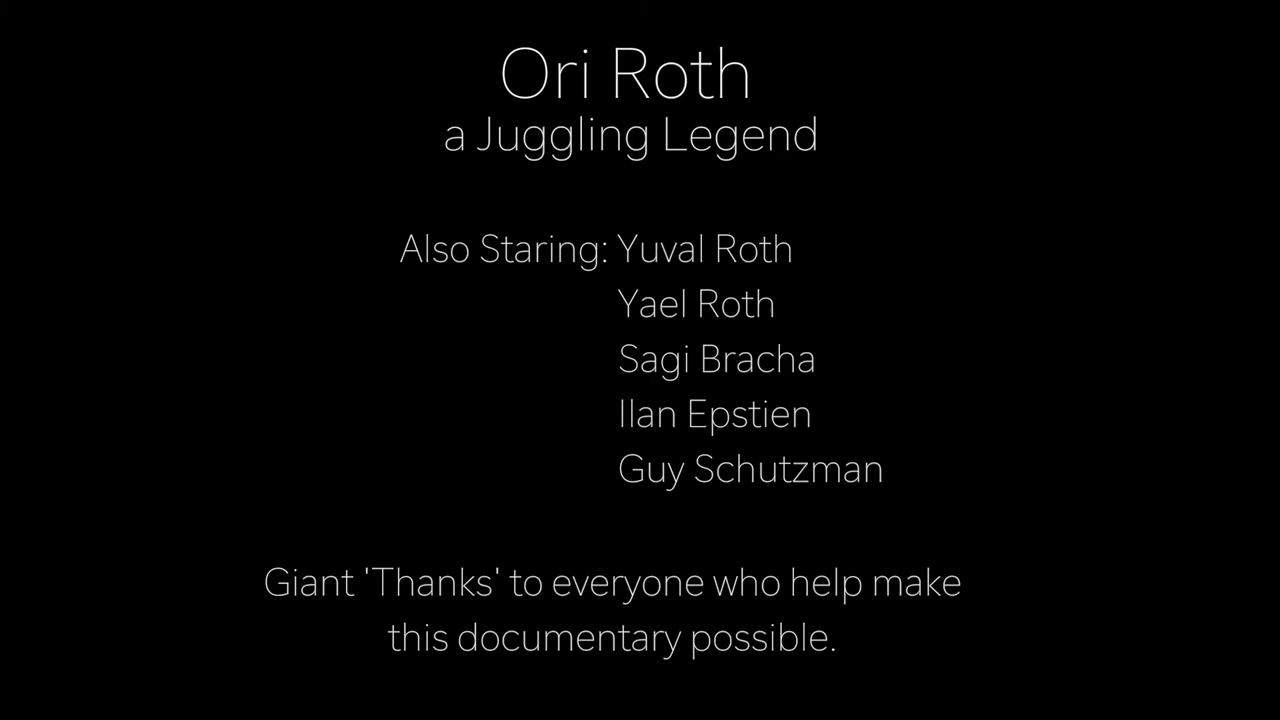 Ori Roth
a Juggling Legend
Also Staring: Yuval Roth
Yael Roth
Sagi Bracha
Ilan Epstien
Guy Schutzman
Giant 'Thanks' to everyone who help make
this documentary possible.